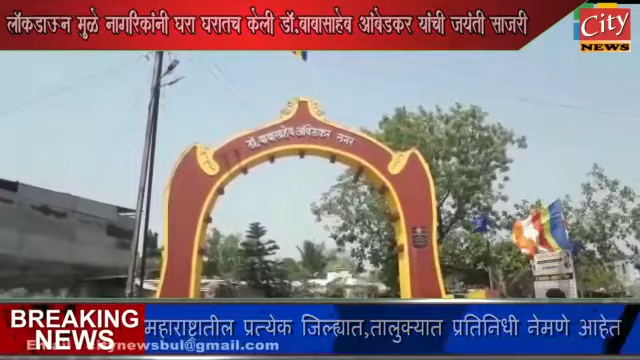 लॉकडाऊन मुळे नागरिकांनी घरा घरातच केली डॉ.बाबासाहेब आंबेडकर यांची जयंती साजरी
City
NEWS
डॉ. बाबासाहेब आंबेडकर नगर
BREAKING
NEWS
महाराष्टातील प्रत्येक जिल्ह्यात,तालुक्यात प्रतिनिधी नेमणे आहेत
newsbul@gmail.com